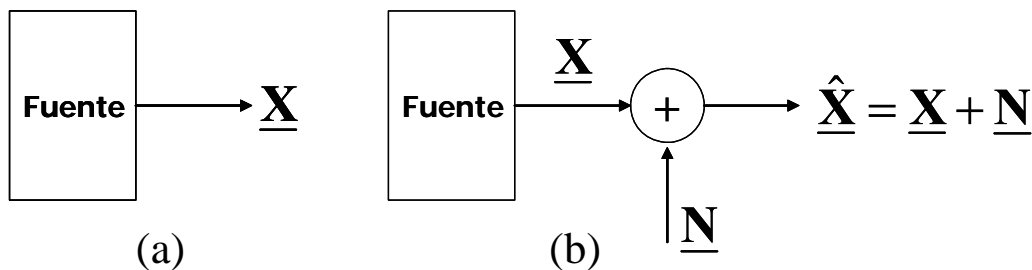 Fuente
X
(a)
Fuente
X
+
N
X̂ = X + N
(b)